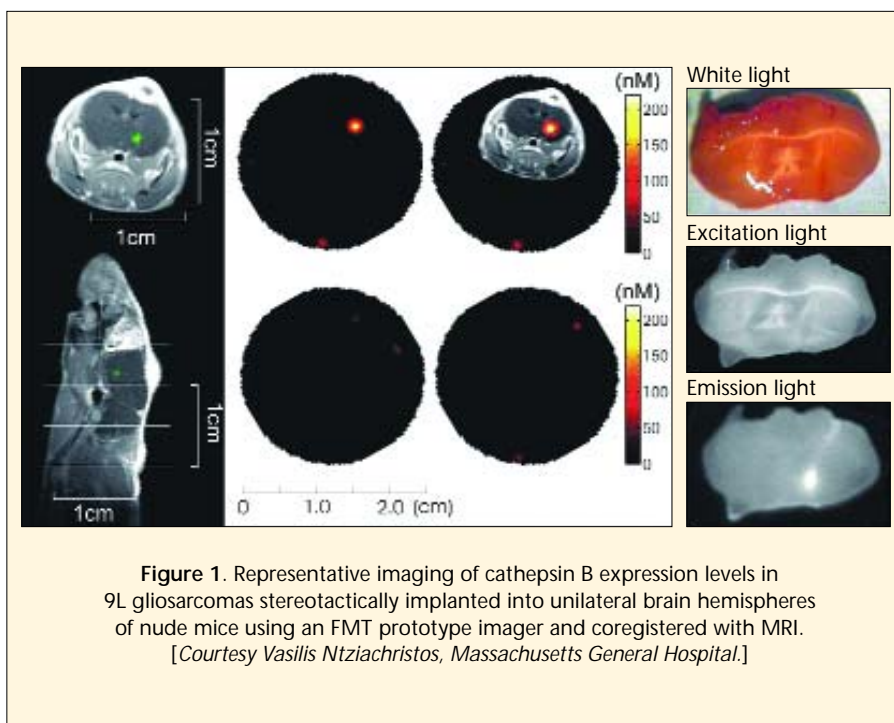 1cm
1cm
1cm
1cm
(nM)
200
150
100
50
0
(nM)
200
150
100
50
0
0 1.0 2.0 (cm)
White light
Excitation light
Emission light
Figure 1. Representative imaging of cathepsin B expression levels in
9L gliosarcomas stereotactically implanted into unilateral brain hemispheres
of nude mice using an FMT prototype imager and coregistered with MRI.
[Courtesy Vasilis Ntziachristos, Massachusetts General Hospital.]